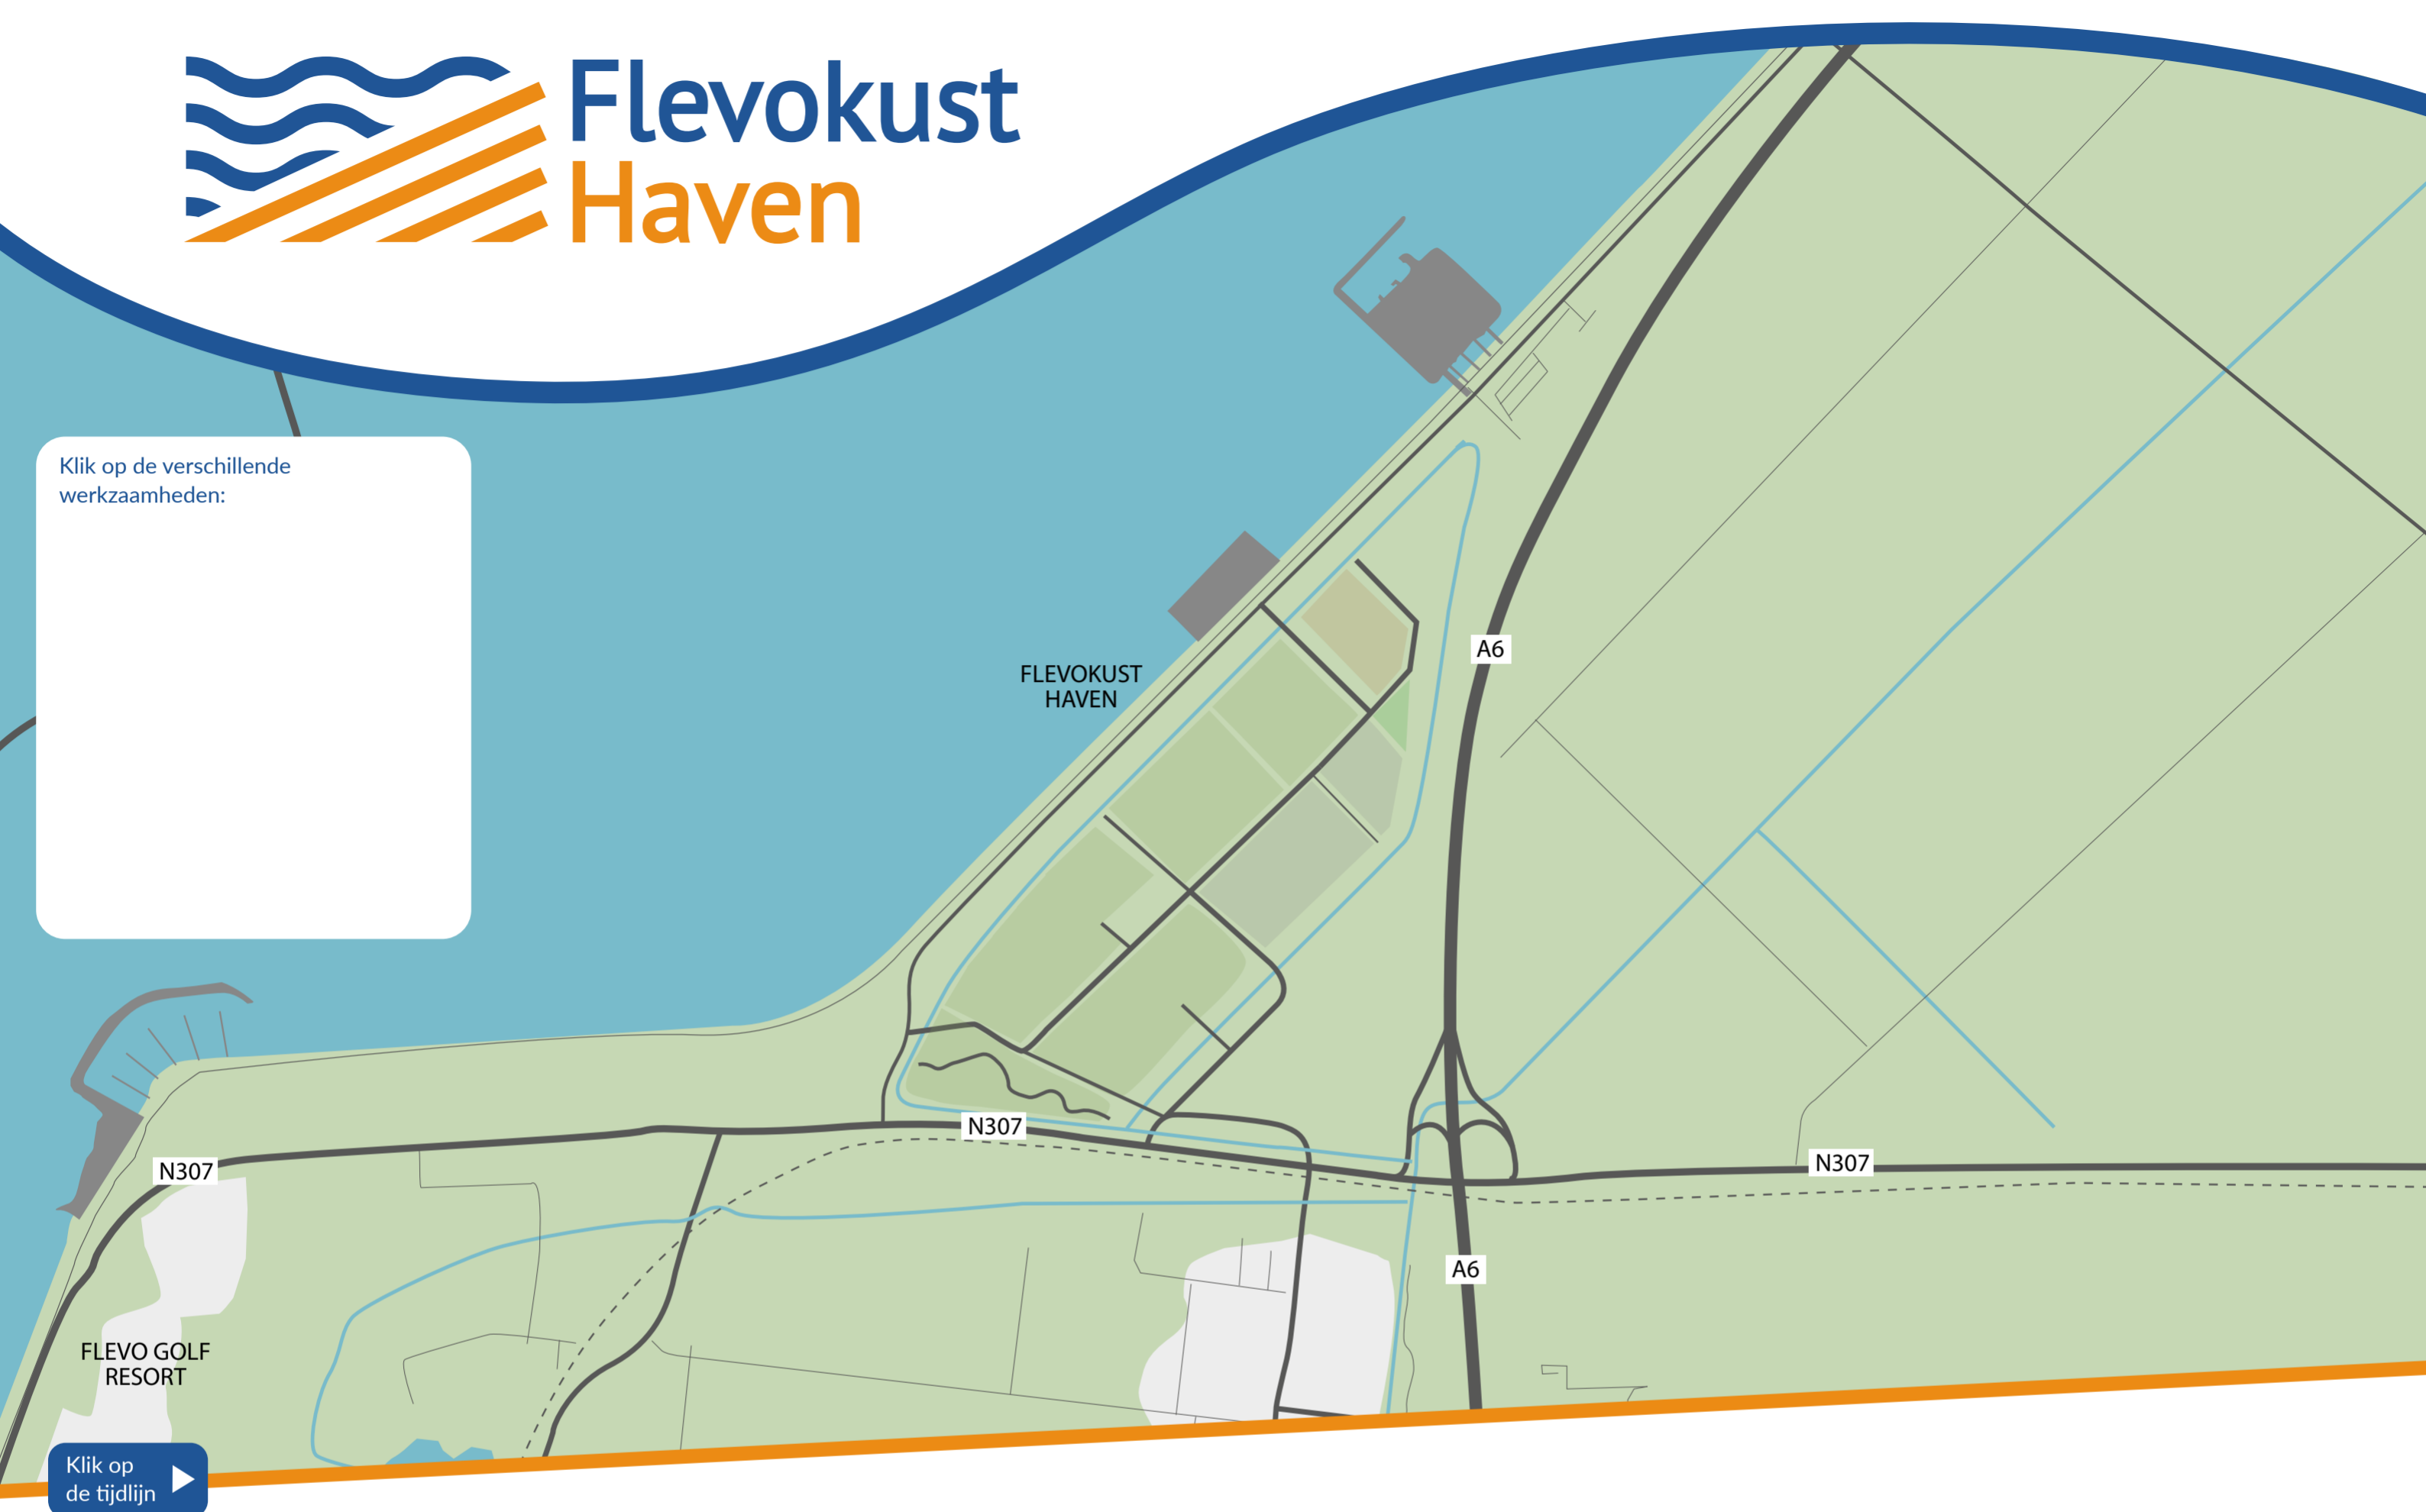 Flevokust
Haven
Klik op de verschillende
werkzaamheden:
A6
FLEVOKUST
HAVEN
N307
N307
N307
A6
FLEVO GOLF
RESORT
Klik op
de tijdlijn